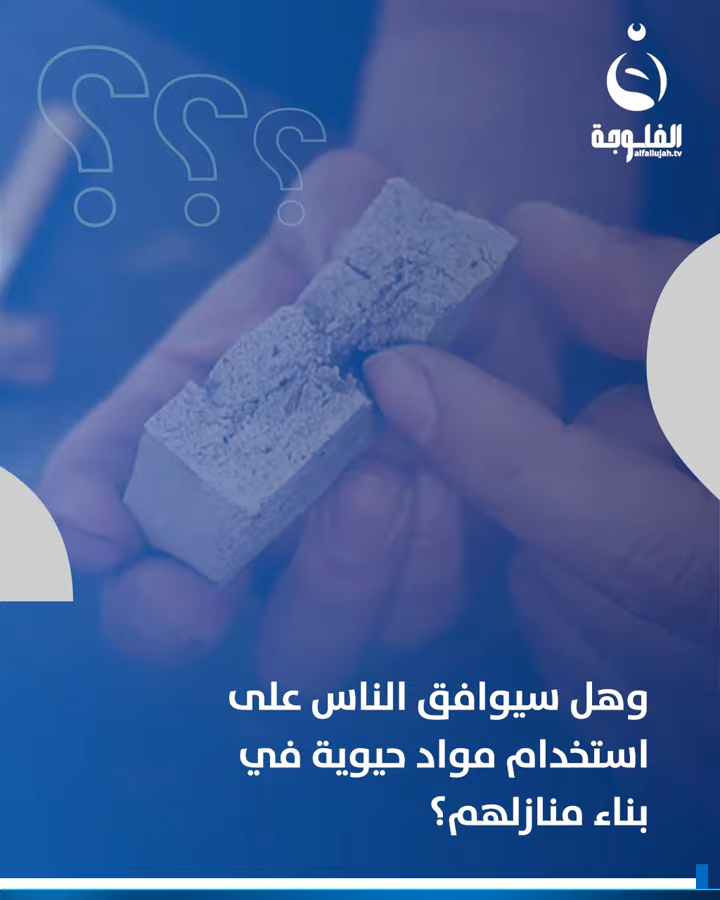 الفلوجة
alfallujah.tv
؟؟؟
وهل سيوافق الناس على
استخدام مواد حيوية في
بناء منازلهم؟